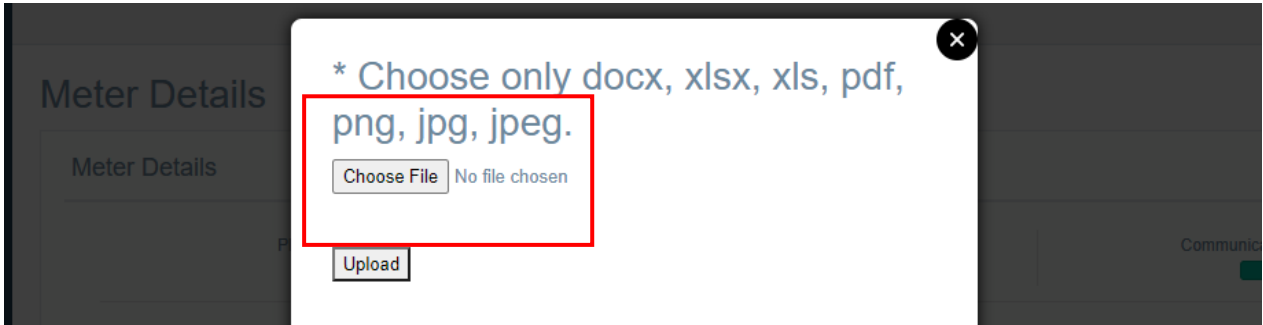 * Choose only docx, xlsx, xls, pdf,
png, jpg, jpeg.
Meter Details
Meter Details
Choose File No file chosen
Upload